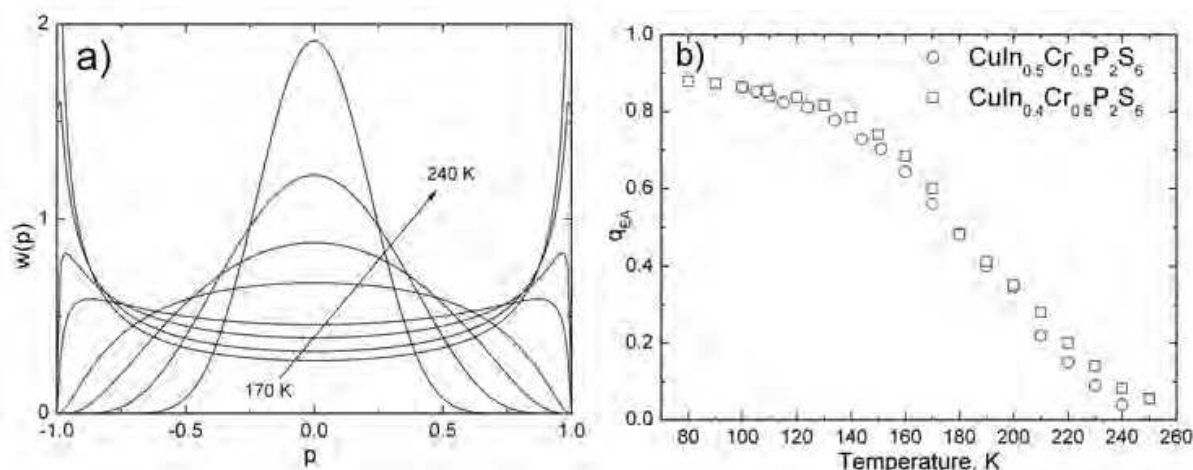 a)
w(p)
2
1
0
240 K
170 K
-1.0
-0.5
0.0
0.5
1.0
p
b)
q_EA
1.0
0.8
0.6
0.4
0.2
0.0
CuIn₀.₅Cr₀.₅P₂S₆
CuIn₀.₄Cr₀.₆P₂S₆
80 100 120 140 160 180 200 220 240 260
Temperature, K